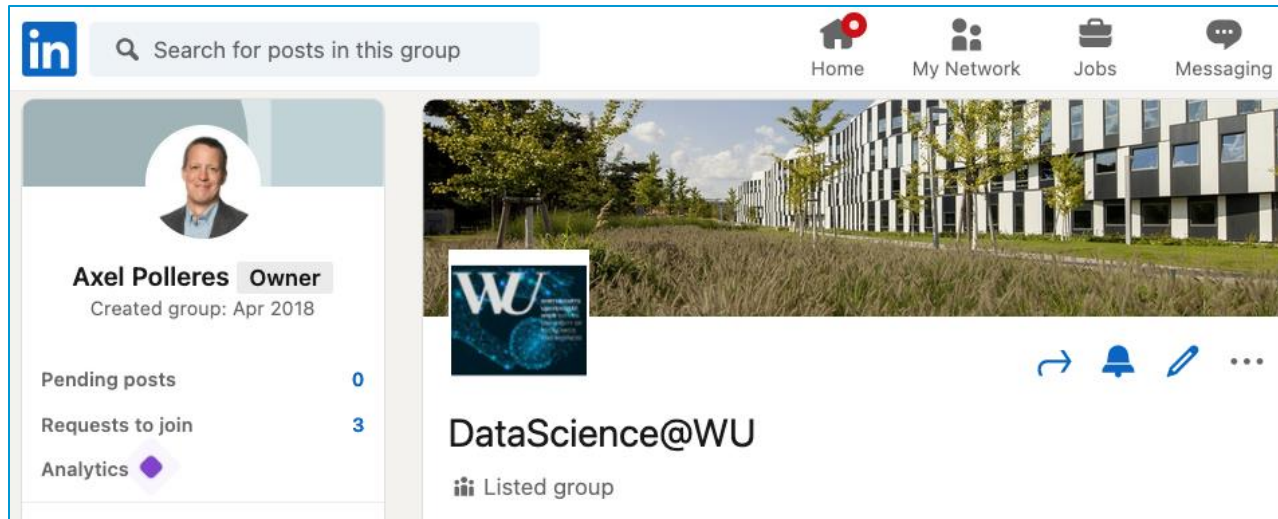 in
Search for posts in this group
Home
My Network
Jobs
Messaging
Axel Polleres Owner
Created group: Apr 2018
Pending posts 0
Requests to join 3
Analytics
WU
DataScience@WU
Listed group